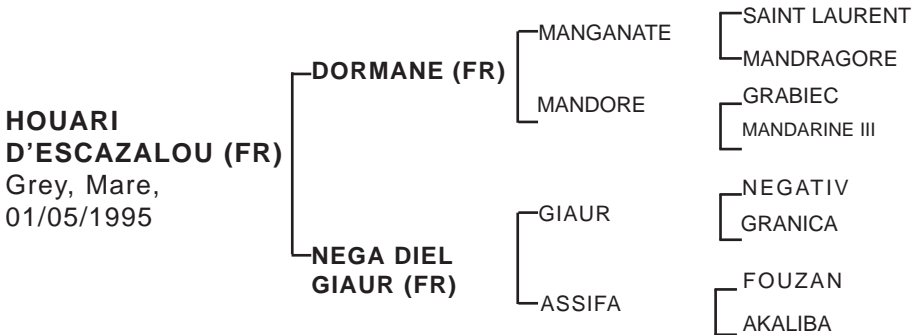 HOUARI
D'ESCAZALOU (FR)
Grey, Mare,
01/05/1995
DORMANE (FR)
NEGA DIEL
GIAUR (FR)
MANGANATE
MANDORE
GIAUR
ASSIFA
SAINT LAURENT
MANDRAGORE
GRABIEC
MANDARINE III
NEGATIV
GRANICA
FOUZAN
AKALIBA